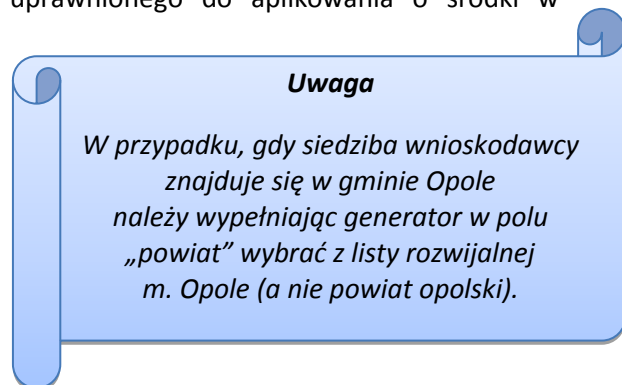 uprawnionego do aplikowania o środki w
Uwaga
W przypadku, gdy siedziba wnioskodawcy
znajduje się w gminie Opole
należy wypełniając generator w polu
„powiat” wybrać z listy rozwijalnej
m. Opole (a nie powiat opolski).